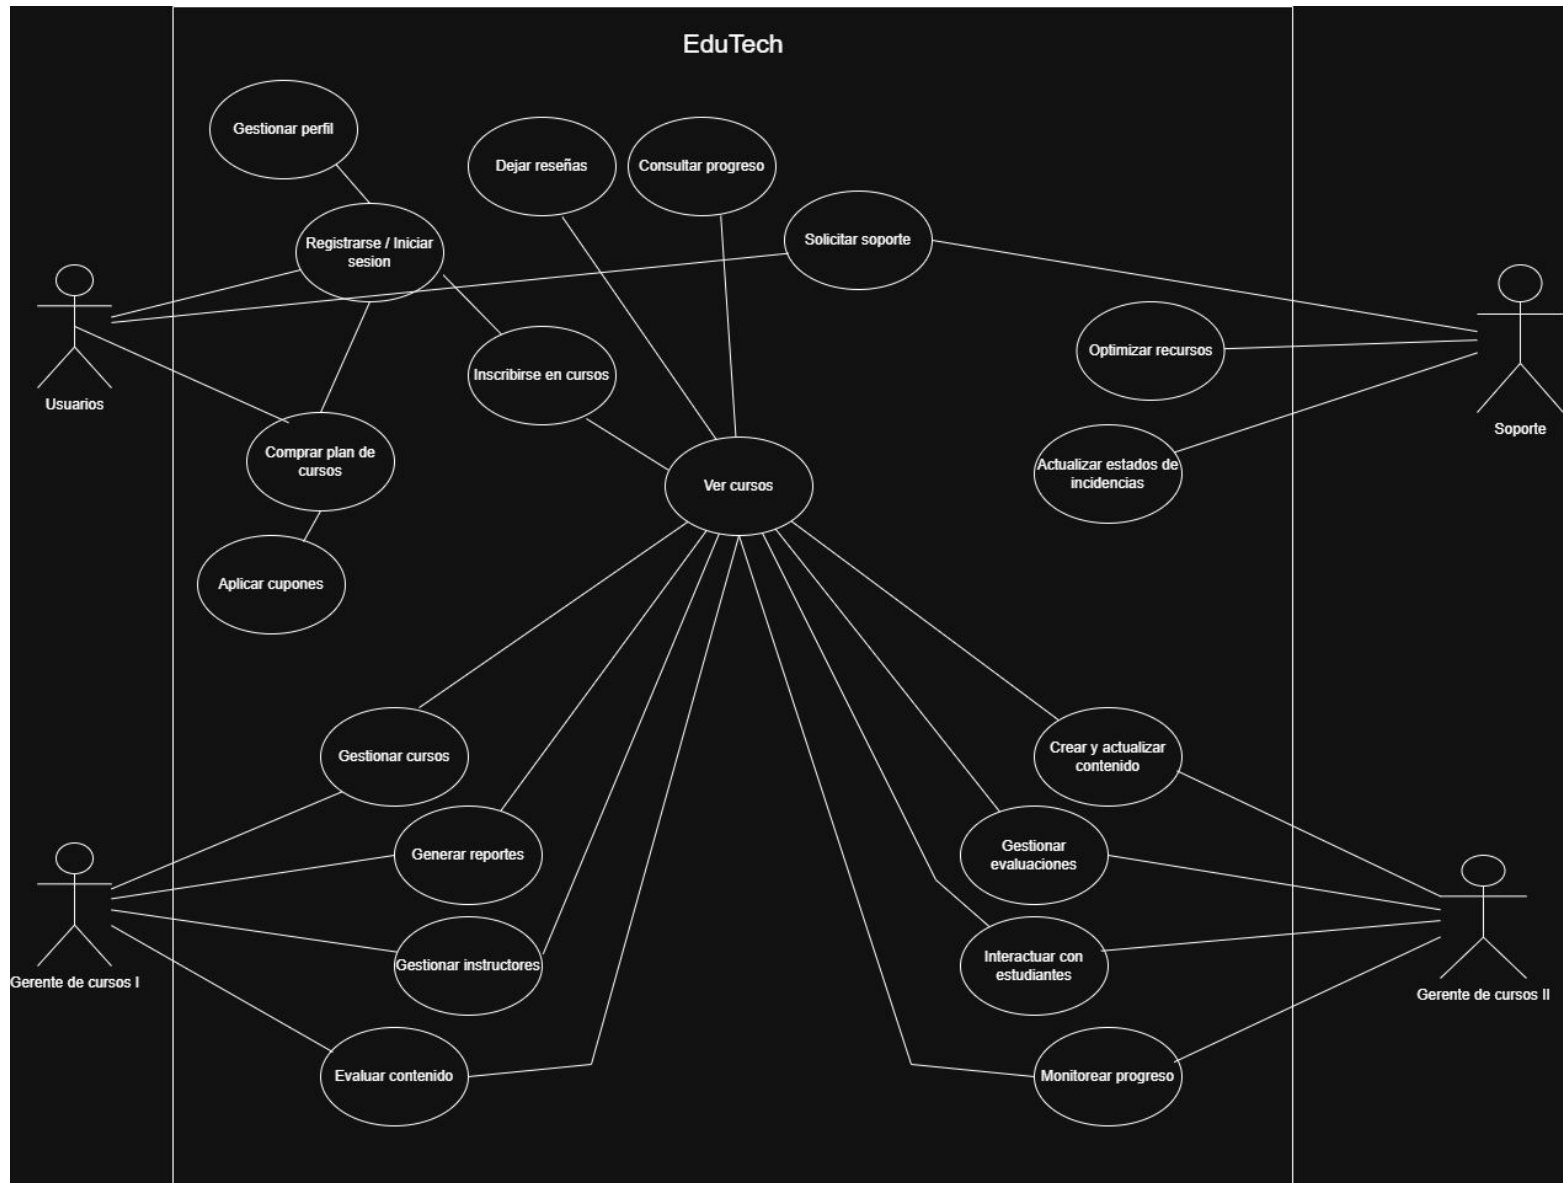 EduTech
Gestionar perfil
Dejar reseñas
Consultar progreso
Registrarse / Iniciar
sesion
Solicitar soporte
Optimizar recursos
Inscribirse en cursos
Usuarios
Soporte
Comprar plan de
cursos
Actualizar estados de
incidencias
Ver cursos
Aplicar cupones
Gestionar cursos
Crear y actualizar
contenido
Generar reportes
Gestionar
evaluaciones
Gestionar instructores
Interactuar con
estudiantes
Gerente de cursos I
Gerente de cursos II
Evaluar contenido
Monitorear progreso